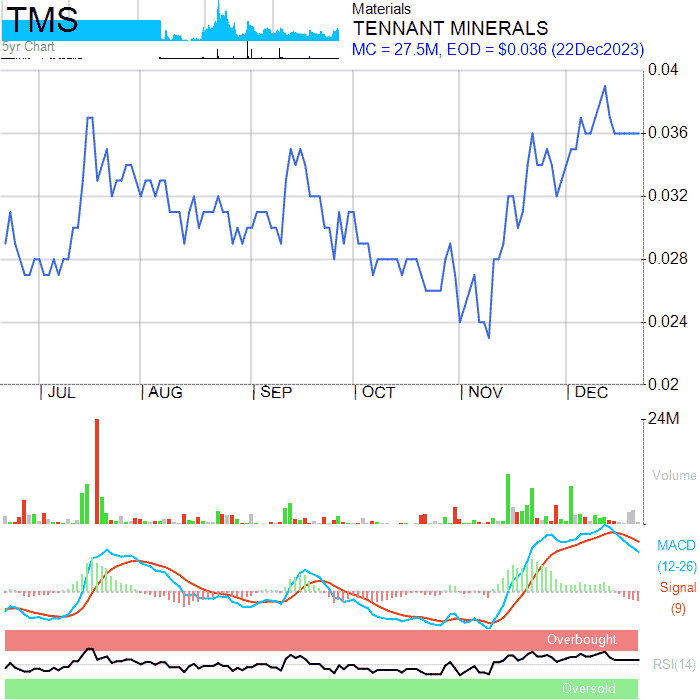 TMS
5yr Chart
Materials
TENNANT MINERALS
MC = 27.5M, EOD = $0.036 (22Dec2023)
0.04
0.036
0.032
0.028
0.024
0.02
JUL AUG SEP OCT NOV DEC
24M
Volume
MACD
(12-26)
Signal
(9)
Overbought
RSI(14)
Oversold